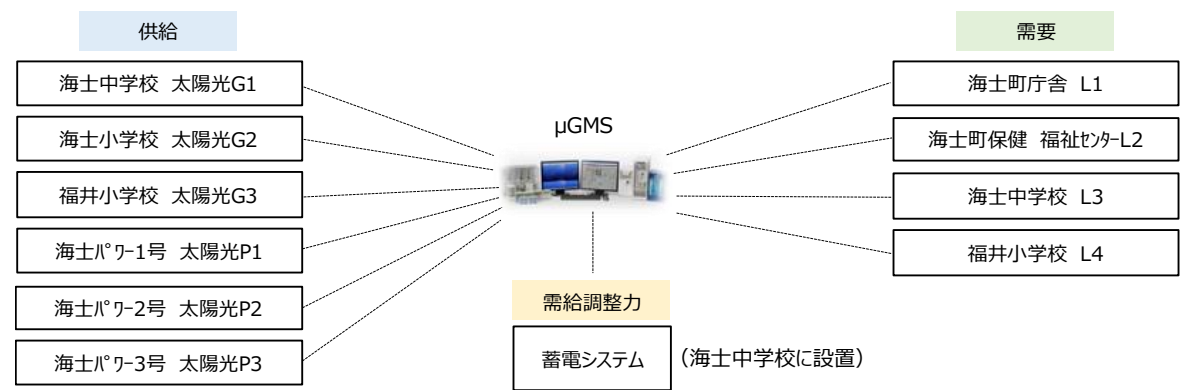 供給
海士中学校 太陽光G1
海士小学校 太陽光G2
福井小学校 太陽光G3
海士ﾊﾟﾜｰ1号 太陽光P1
海士ﾊﾟﾜｰ2号 太陽光P2
海士ﾊﾟﾜｰ3号 太陽光P3
μGMS
需給調整力
蓄電システム
（海士中学校に設置）
需要
海士町庁舎 L1
海士町保健 福祉ｾﾝﾀｰL2
海士中学校 L3
福井小学校 L4